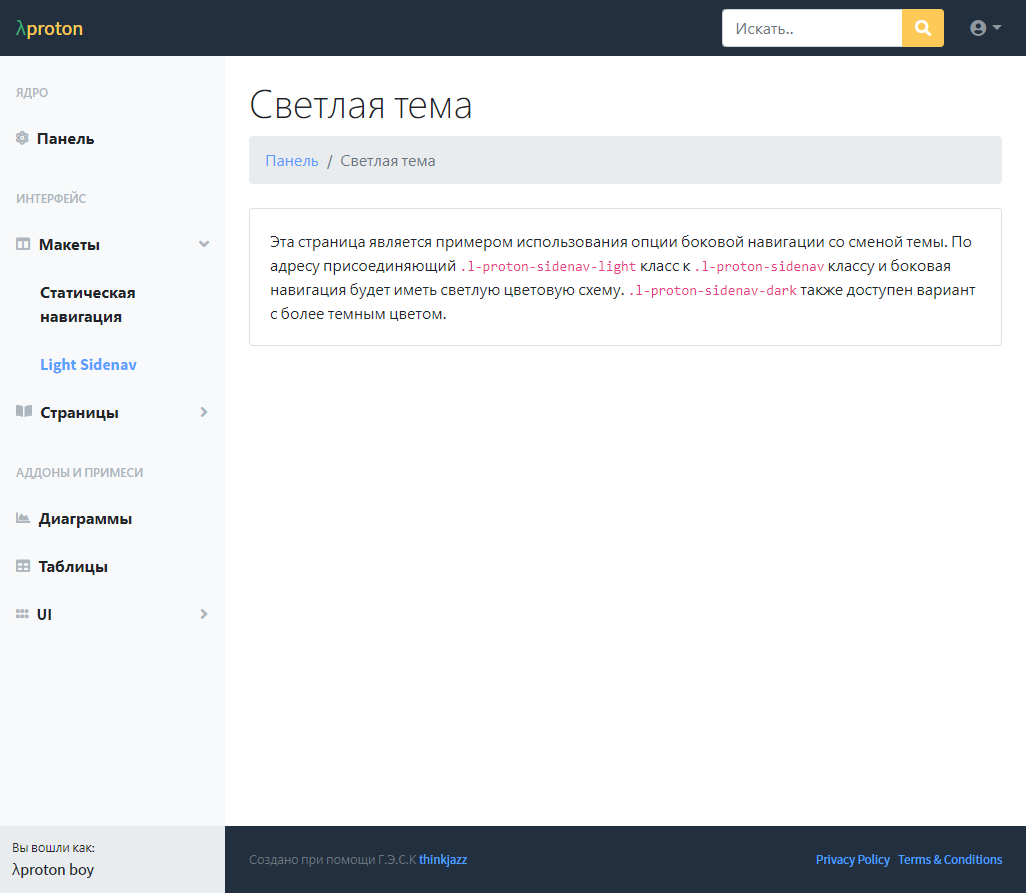 λproton
Искать..
ЯДРО
Панель
ИНТЕРФЕЙС
Макеты
Статическая
навигация
Light Sidenav
Страницы
АДДОНЫ И ПРИМЕСИ
Диаграммы
Таблицы
UI
Вы вошли как:
λproton boy
Светлая тема
Панель / Светлая тема
Эта страница является примером использования опции боковой навигации со сменой темы. По
адресу присоединяющий .l-proton-sidenav-light класс к .l-proton-sidenav классу и боковая
навигация будет иметь светлую цветовую схему. .l-proton-sidenav-dark также доступен вариант
с более темным цветом.
Создано при помощи Г.Э.С.К thinkjazz
Privacy Policy Terms & Conditions